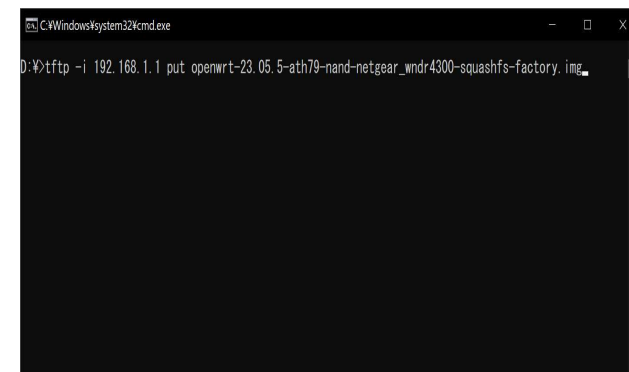 C:¥Windows¥system32¥cmd.exe
D:¥>tftp -i 192.168.1.1 put openwrt-23.05.5-ath79-nand-netgear_wndr4300-squashfs-factory.img